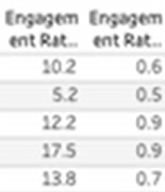 Engagem Engagem
ent Rat... ent Rat...
10.2 0.6
5.2 0.5
12.2 0.9
17.5 0.9
13.8 0.7